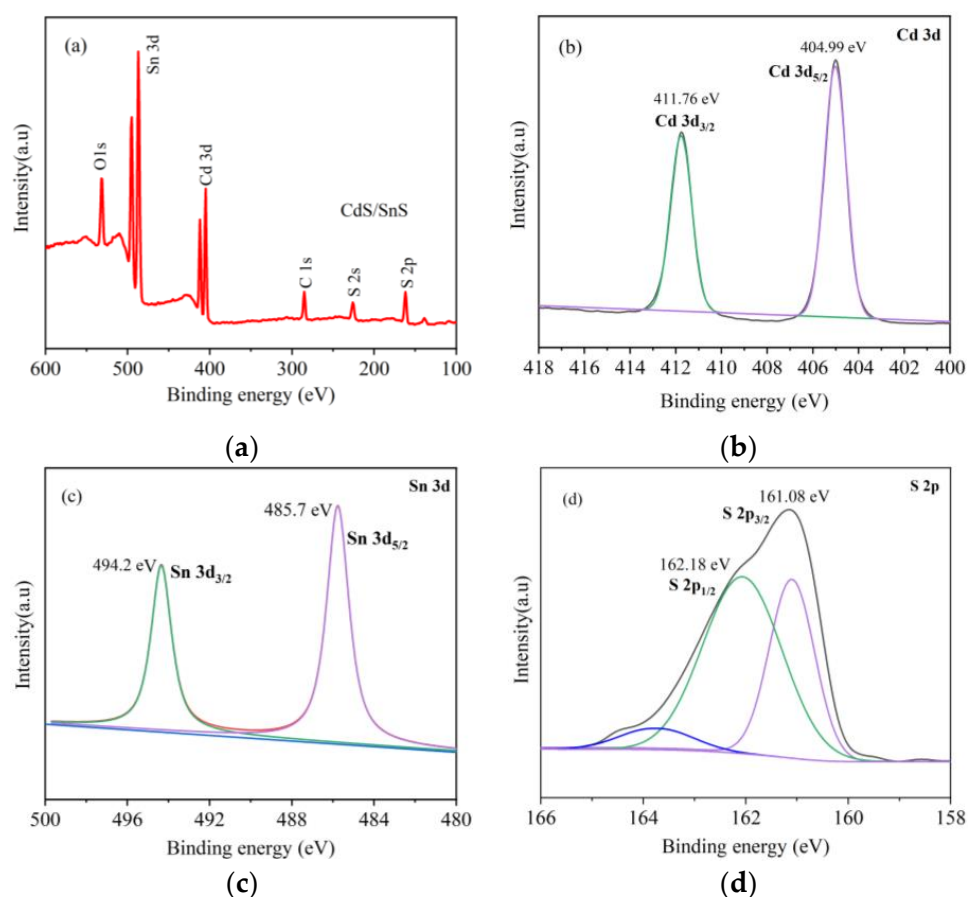 (a)
Sn 3d
O1s
Cd 3d
CdS/SnS
C 1s
S 2s
S 2p
Intensity(a.u)
600 500 400 300 200 100
Binding energy (eV)
(a)
(b)
Cd 3d
404.99 eV
Cd 3d5/2
411.76 eV
Cd 3d3/2
Intensity(a.u)
418 416 414 412 410 408 406 404 402 400
Binding energy (eV)
(b)
(c)
Sn 3d
485.7 eV
Sn 3d5/2
494.2 eV
Sn 3d3/2
Intensity(a.u)
500 496 492 488 484 480
Binding energy (eV)
(c)
(d)
S 2p
161.08 eV
S 2p3/2
162.18 eV
S 2p1/2
Intensity(a.u)
166 164 162 160 158
Binding energy (eV)
(d)